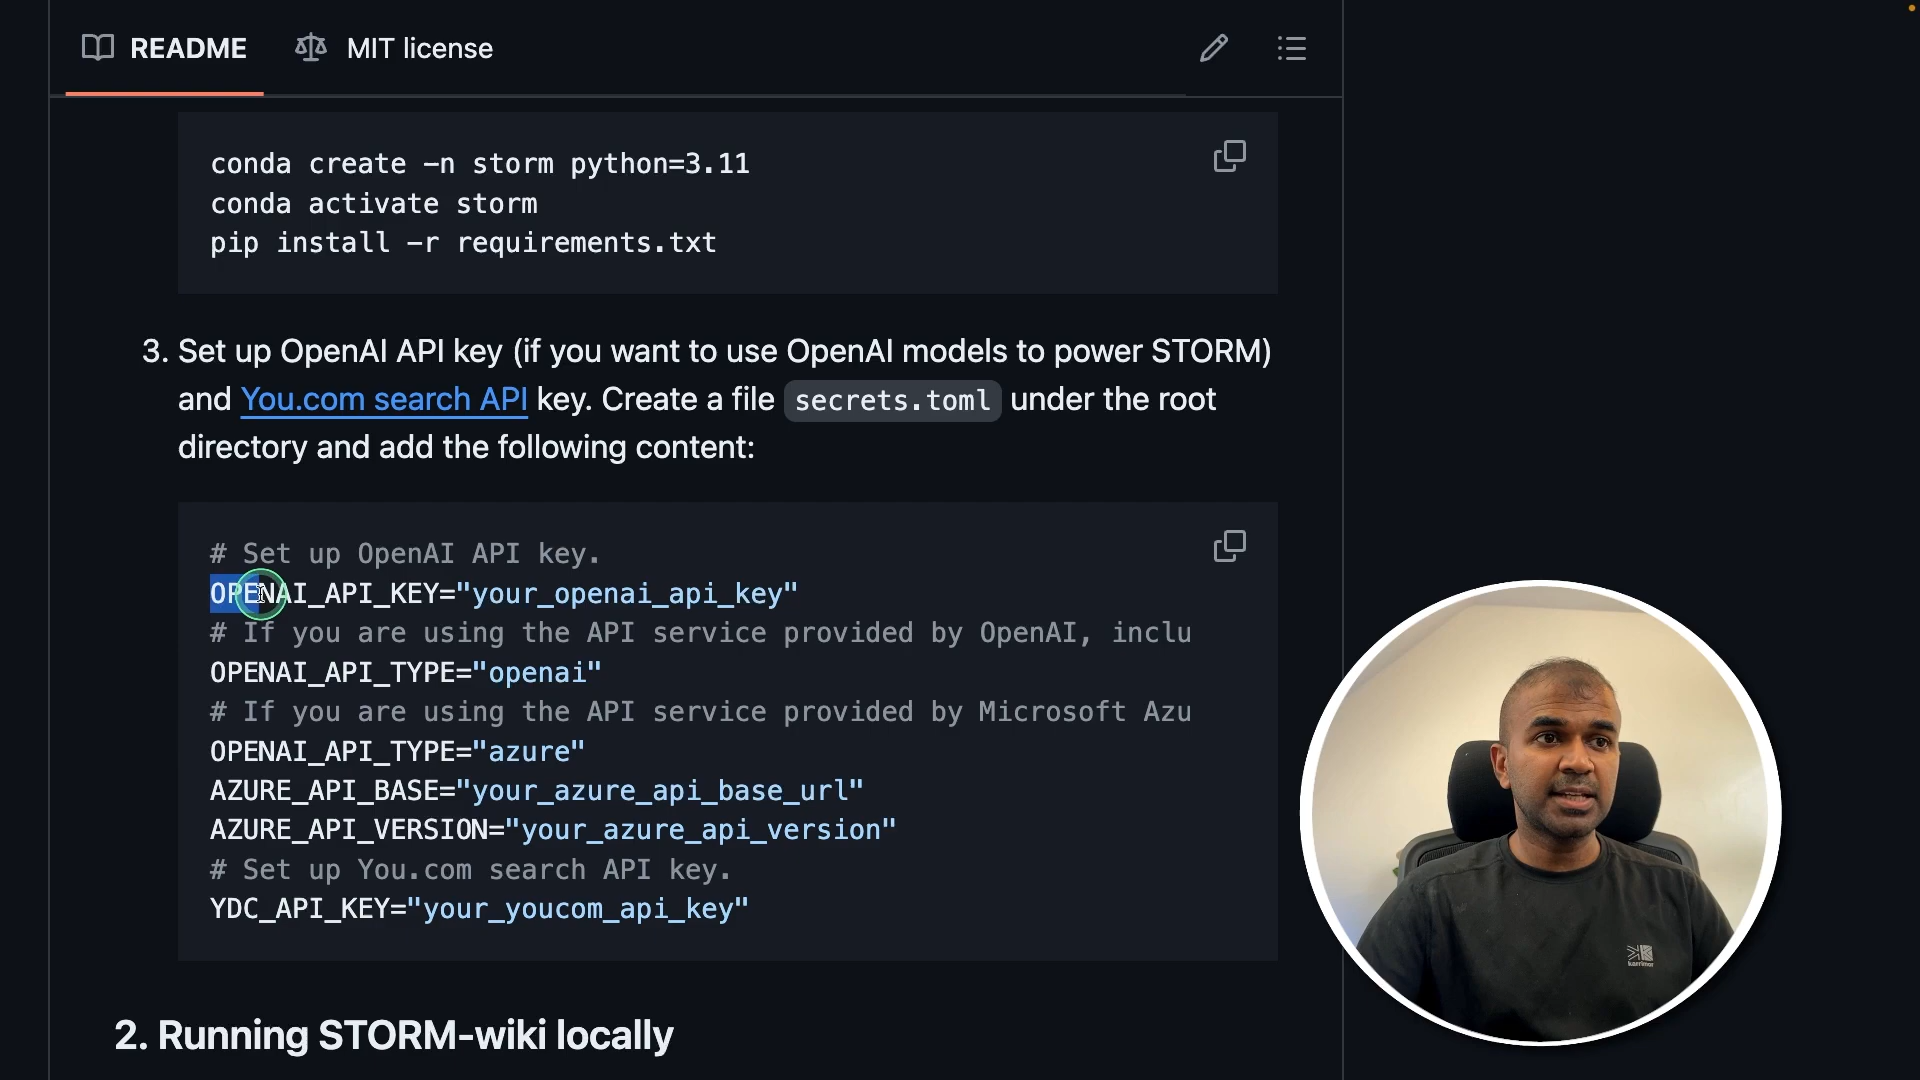 README
MIT license
conda create -n storm python=3.11
conda activate storm
pip install -r requirements.txt
3. Set up OpenAI API key (if you want to use OpenAI models to power STORM)
and You.com search API key. Create a file secrets.toml under the root
directory and add the following content:
# Set up OpenAI API key.
OPENAI_API_KEY="your_openai_api_key"
# If you are using the API service provided by OpenAI, inclu
OPENAI_API_TYPE="openai"
# If you are using the API service provided by Microsoft Azu
OPENAI_API_TYPE="azure"
AZURE_API_BASE="your_azure_api_base_url"
AZURE_API_VERSION="your_azure_api_version"
# Set up You.com search API key.
YDC_API_KEY="your_youcom_api_key"
karrimor
2. Running STORM-wiki locally